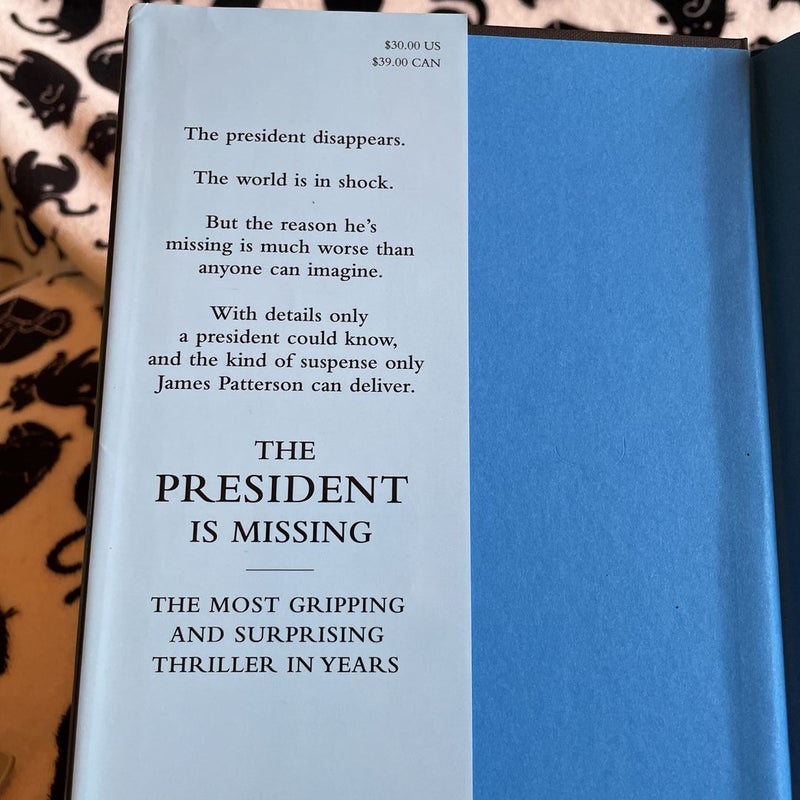 $30.00 US
$39.00 CAN
The president disappears.
The world is in shock.
But the reason he's
missing is much worse than
anyone can imagine.
With details only
a president could know,
and the kind of suspense only
James Patterson can deliver.
THE
PRESIDENT
IS MISSING
THE MOST GRIPPING
AND SURPRISING
THRILLER IN YEARS